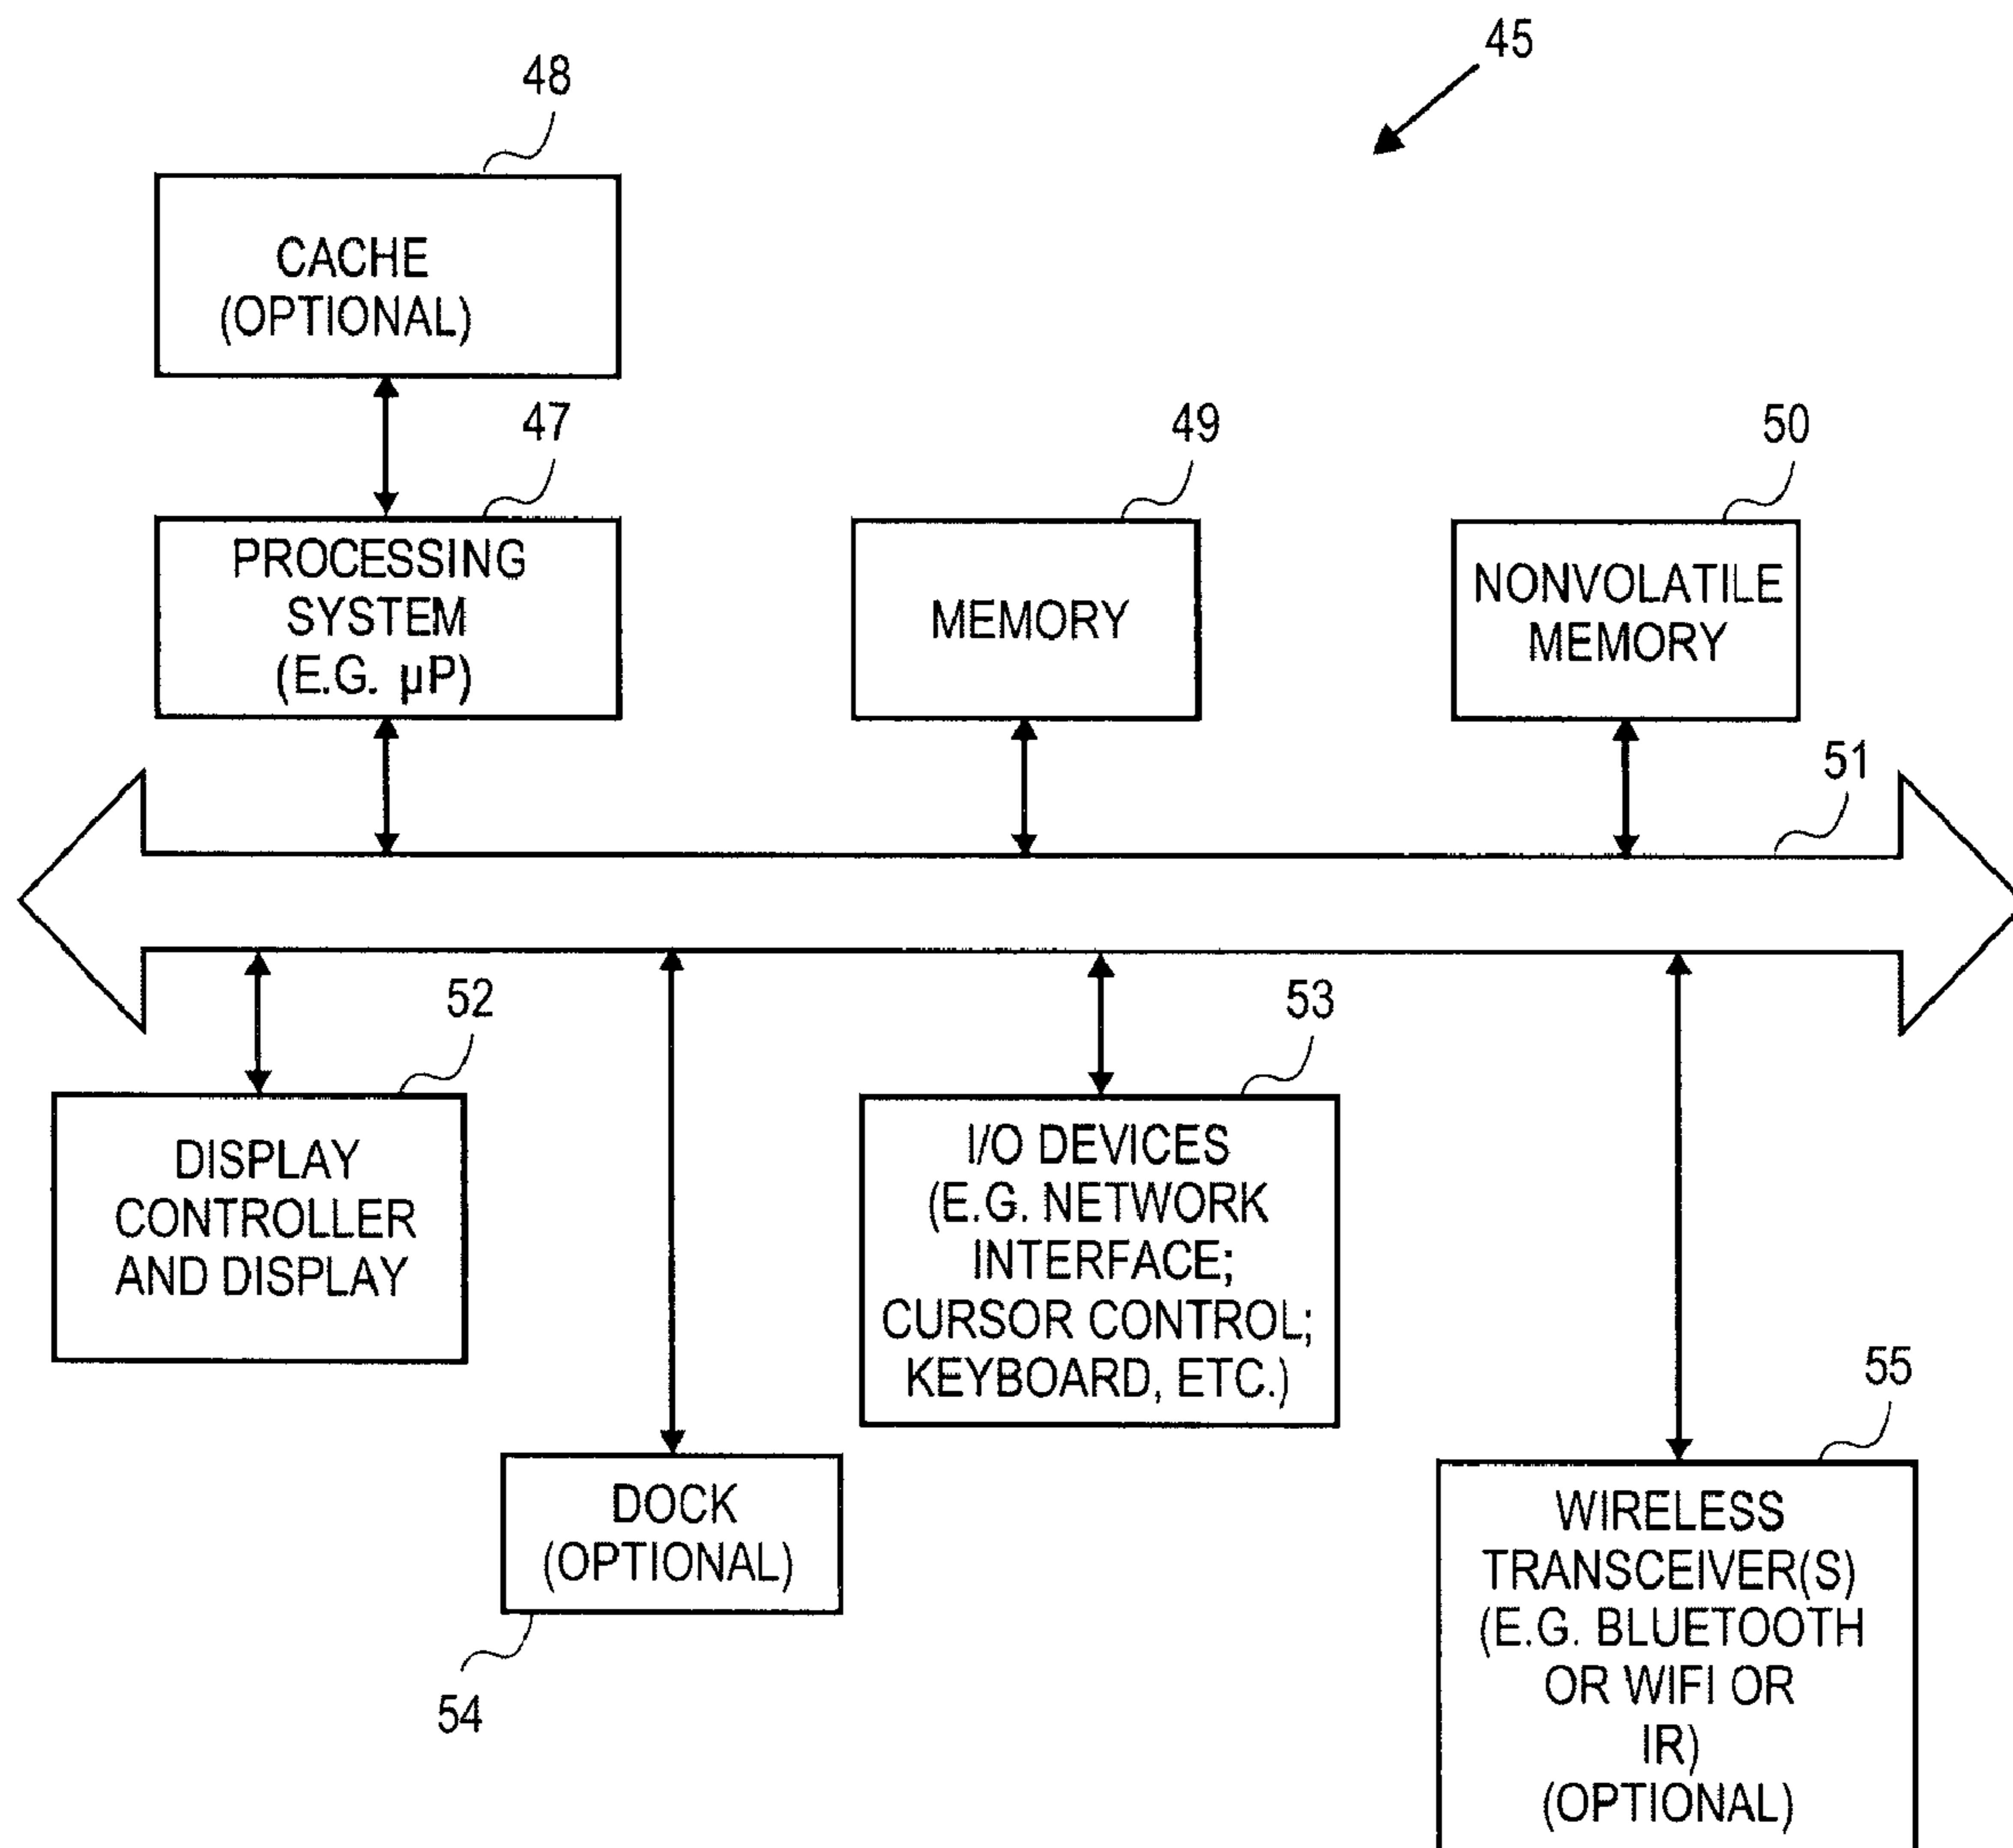 45
48
CACHE
(OPTIONAL)
47
PROCESSING
SYSTEM
(E.G. µP)
49
MEMORY
50
NONVOLATILE
MEMORY
51
52
DISPLAY
CONTROLLER
AND DISPLAY
53
I/O DEVICES
(E.G. NETWORK
INTERFACE;
CURSOR CONTROL;
KEYBOARD, ETC.)
DOCK
(OPTIONAL)
54
55
WIRELESS
TRANSCEIVER(S)
(E.G. BLUETOOTH
OR WIFI OR
IR)
(OPTIONAL)